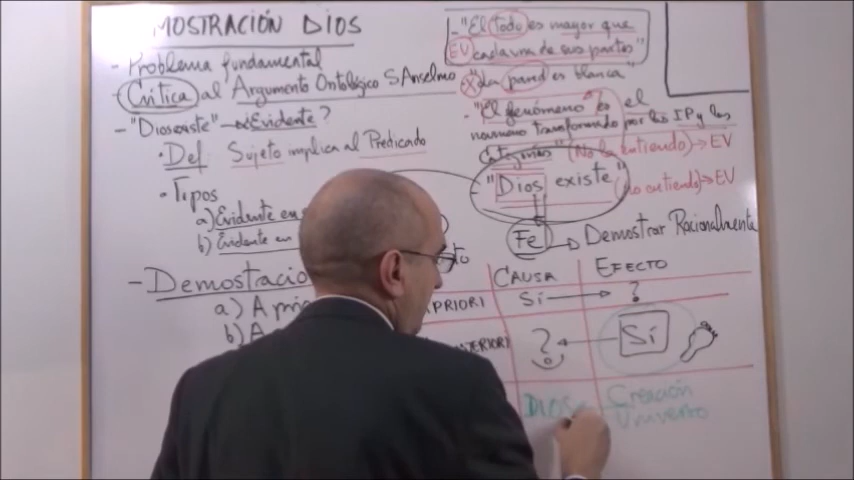 MOSTRACIÓN DIOS
- Problema fundamental
- Crítica al Argumento Ontológico S Anselmo
- "Dios existe" → Evidente?
• Def Sujeto implica al Predicado
• Tipos
a) Evidente en
b) Evidente en
- Demostracio
a) A prio
b) A
- "El todo es mayor que
EV cada una de sus partes"
X "La pared es blanca"
- "El fenómeno es el
noumeno transformado por las IP y las
Categorías" (No lo entiendo) → EV
"Dios existe" (no entiendo) → EV
Fe → Demostrar Racionalmente
CAUSA EFECTO
APRIORI Sí → ?
TERIORI ? ← Sí
DIOS Creación
Universo